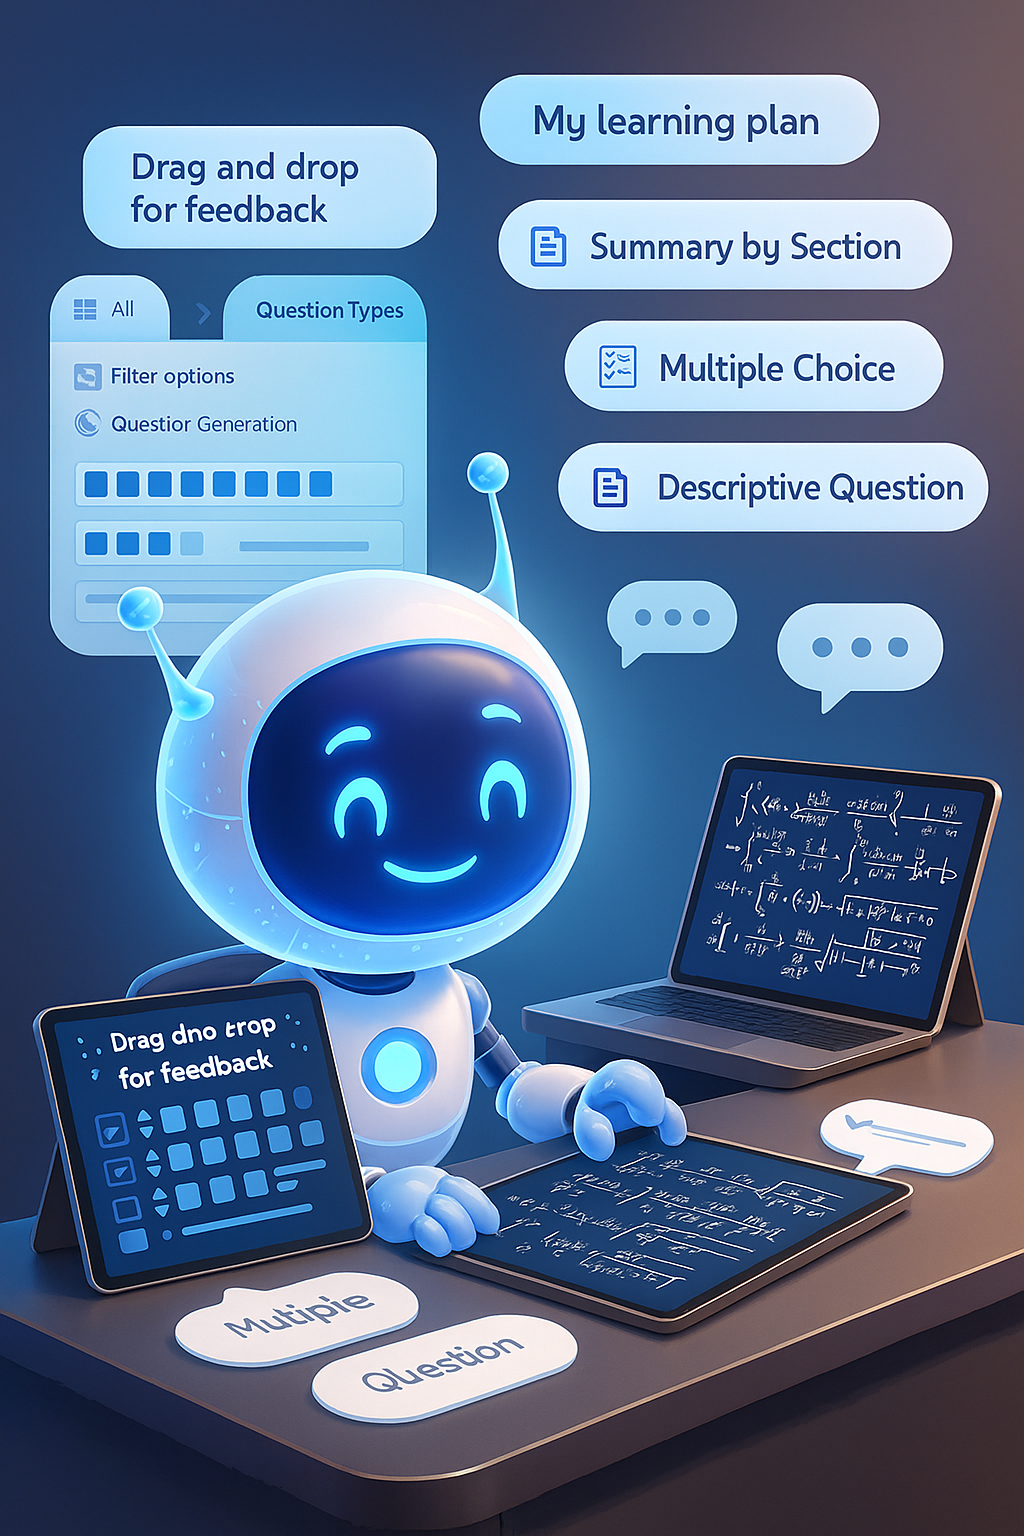 My learning plan
Drag and drop
for feedback
Summary by Section
All
Question Types
Filter options
Multiple Choice
Questior Generation
Descriptive Question
Drag dno trop
for feedback
Mutipie
Question